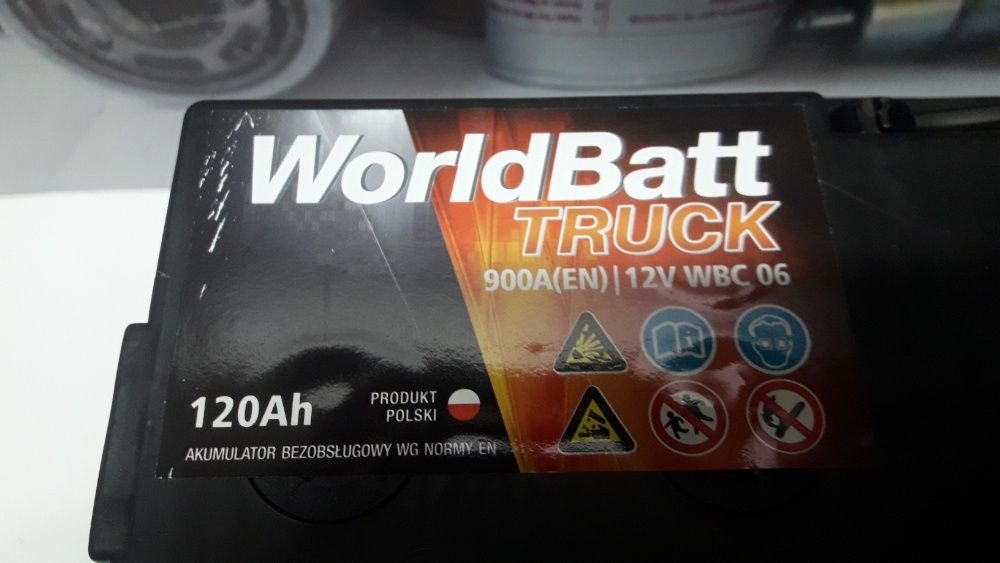 WorldBatt
TRUCK
900A(EN) | 12V WBC 06
120Ah
PRODUKT
POLSKI
AKUMULATOR BEZOBSŁUGOWY WG NORMY EN